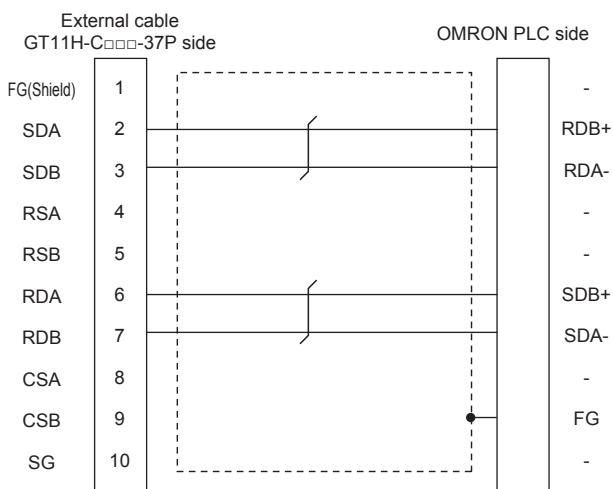 External cable
GT11H-C□□□-37P side
OMRON PLC side
FG(Shield) 1 -
SDA 2 RDB+
SDB 3 RDA-
RSA 4 -
RSB 5 -
RDA 6 SDB+
RDB 7 SDA-
CSA 8 -
CSB 9 FG
SG 10 -